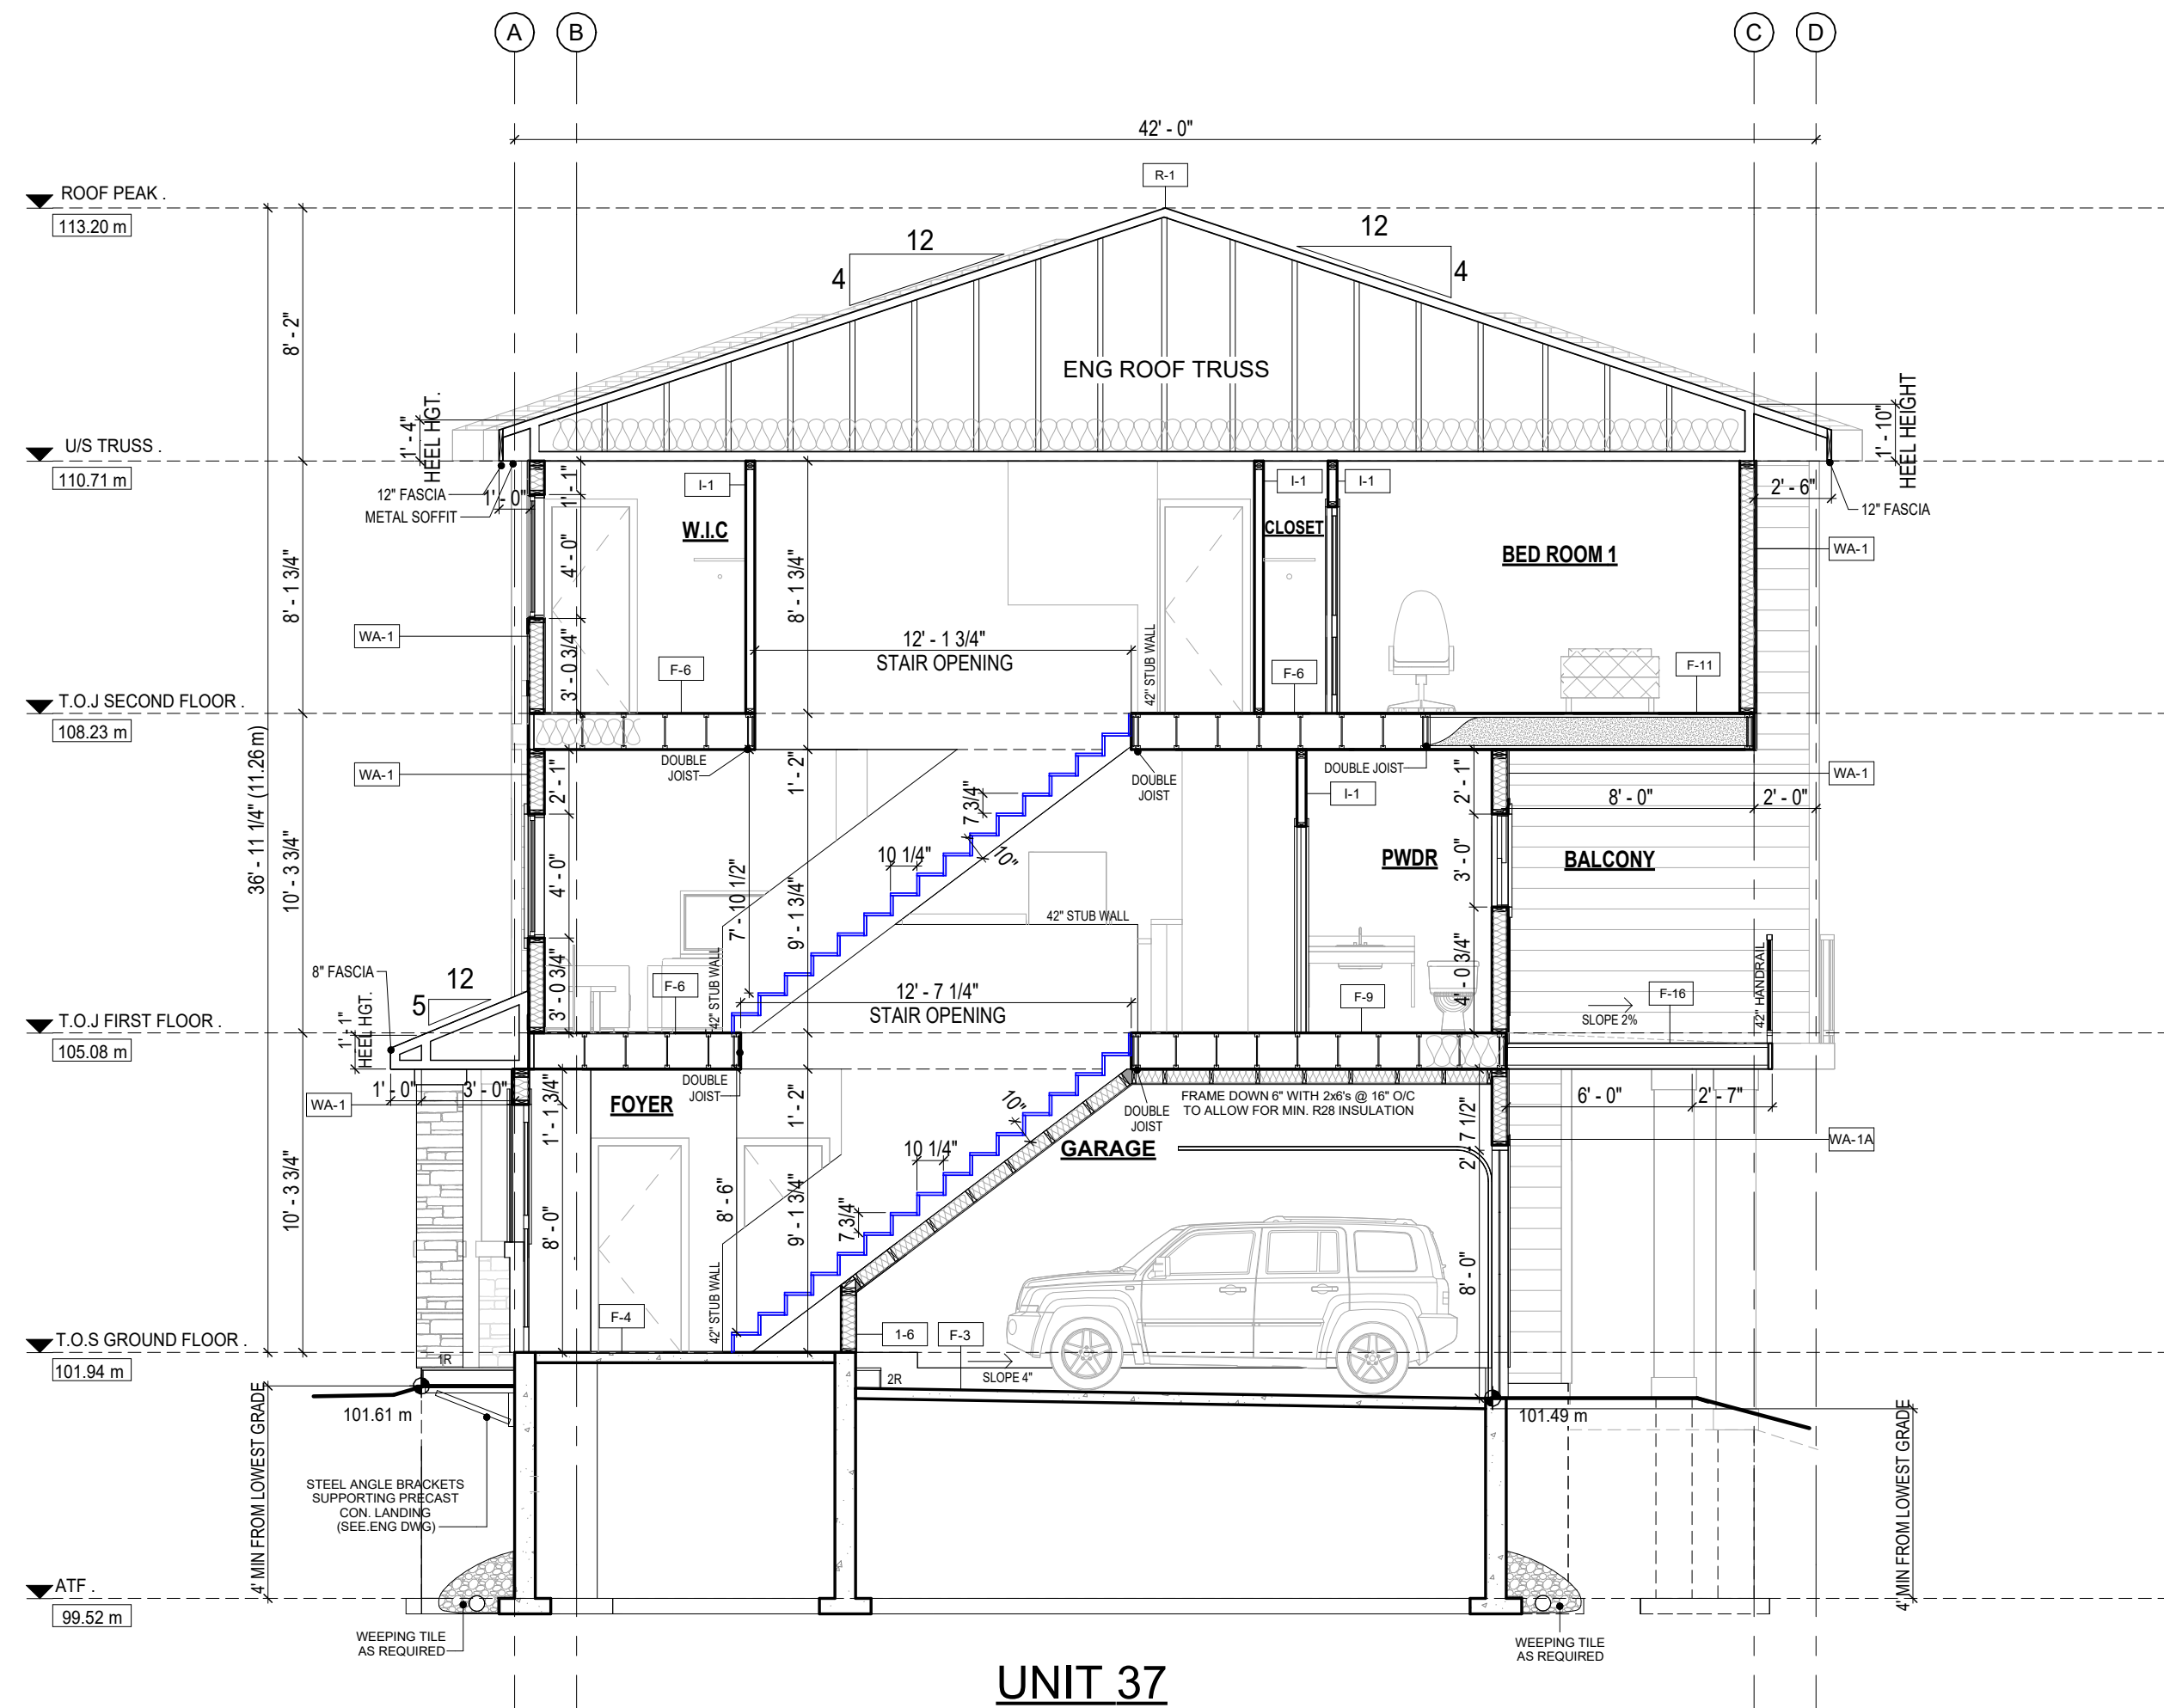 A
B
C
D
42' - 0"
R-1
ROOF PEAK .
113.20 m
12
4
12
4
8' - 2"
ENG ROOF TRUSS
1' - 4"
HEEL HGT.
1' - 10"
HEEL HEIGHT
U/S TRUSS .
110.71 m
12" FASCIA
METAL SOFFIT
1' - 0"
1' - 1"
I-1
I-1
I-1
2' - 6"
12" FASCIA
W.I.C
CLOSET
BED ROOM 1
WA-1
4' - 0"
8' - 1 3/4"
8' - 1 3/4"
WA-1
3' - 0 3/4"
12' - 1 3/4"
STAIR OPENING
42" STUB WALL
F-6
F-6
F-11
T.O.J SECOND FLOOR .
108.23 m
36' - 11 1/4" (11.26 m)
WA-1
DOUBLE
JOIST
1' - 2"
DOUBLE
JOIST
DOUBLE JOIST
I-1
WA-1
2' - 1"
2' - 1"
7 3/4"
8' - 0"
2' - 0"
10 1/4"
10"
PWDR
BALCONY
4' - 0"
3' - 0"
10' - 3 3/4"
7' - 10 1/2"
9' - 1 3/4"
42" STUB WALL
8" FASCIA
12
5
3' - 0 3/4"
F-6
42" STUB WALL
12' - 7 1/4"
STAIR OPENING
F-9
4' - 0 3/4"
F-16
SLOPE 2%
42" HANDRAIL
T.O.J FIRST FLOOR .
105.08 m
1' - 1"
HEEL HGT.
1' - 0"
3' - 0"
WA-1
1' - 1 3/4"
FOYER
DOUBLE
JOIST
1' - 2"
10"
DOUBLE
JOIST
FRAME DOWN 6" WITH 2x6's @ 16" O/C
TO ALLOW FOR MIN. R28 INSULATION
6' - 0"
2' - 7"
GARAGE
2' - 7 1/2"
WA-1A
10 1/4"
10' - 3 3/4"
8' - 0"
8' - 6"
9' - 1 3/4"
7 3/4"
8' - 0"
42" STUB WALL
F-4
1-6
F-3
T.O.S GROUND FLOOR .
101.94 m
1R
2R
SLOPE 4"
101.61 m
101.49 m
4' MIN FROM LOWEST GRADE
4' MIN FROM LOWEST GRADE
STEEL ANGLE BRACKETS
SUPPORTING PRECAST
CON. LANDING
(SEE.ENG DWG)
ATF .
99.52 m
WEEPING TILE
AS REQUIRED
WEEPING TILE
AS REQUIRED
UNIT 37